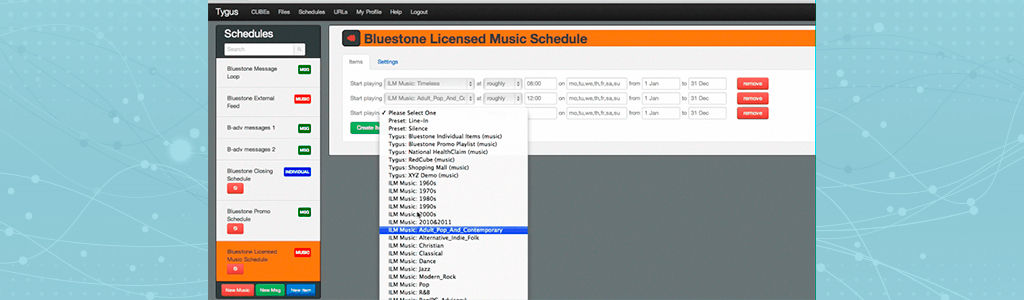 Tygus CUBEs Files Schedules URLs My Profile Help Logout
Schedules
Search
Bluestone Message Loop
MSG
Bluestone External Feed
MUSIC
B-adv messages 1
MSG
B-adv messages 2
MSG
Bluestone Closing Schedule
INDIVIDUAL
Bluestone Promo Schedule
MSG
Bluestone Licensed Music Schedule
MUSIC
New Music New Msg New Item
Bluestone Licensed Music Schedule
Items Settings
Start playing ILM Music: Timeless at roughly 08:00 on mo,tu,we,th,fr,sa,su from 1 Jan to 31 Dec remove
Start playing ILM Music: Adult_Pop_And_Co at roughly 12:00 on mo,tu,we,th,fr,sa,su from 1 Jan to 31 Dec remove
Start playing on mo,tu,we,th,fr,sa,su from 1 Jan to 31 Dec remove
Create
✓ Please Select One
Preset: Line-In
Preset: Silence
Tygus: Bluestone Individual Items (music)
Tygus: Bluestone Promo Playlist (music)
Tygus: National HealthClaim (music)
Tygus: RedCube (music)
Tygus: Shopping Mall (music)
Tygus: XYZ Demo (music)
ILM Music: 1960s
ILM Music: 1970s
ILM Music: 1980s
ILM Music: 1990s
ILM Music: 2000s
ILM Music: 2010&2011
ILM Music: Adult_Pop_And_Contemporary
ILM Music: Alternative_Indie_Folk
ILM Music: Christian
ILM Music: Classical
ILM Music: Dance
ILM Music: Jazz
ILM Music: Modern_Rock
ILM Music: Pop
ILM Music: R&B